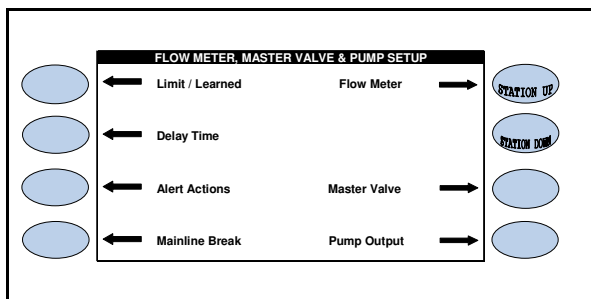 FLOW METER, MASTER VALVE & PUMP SETUP
Limit / Learned Flow Meter STATION UP
Delay Time STATION DOWN
Alert Actions Master Valve
Mainline Break Pump Output